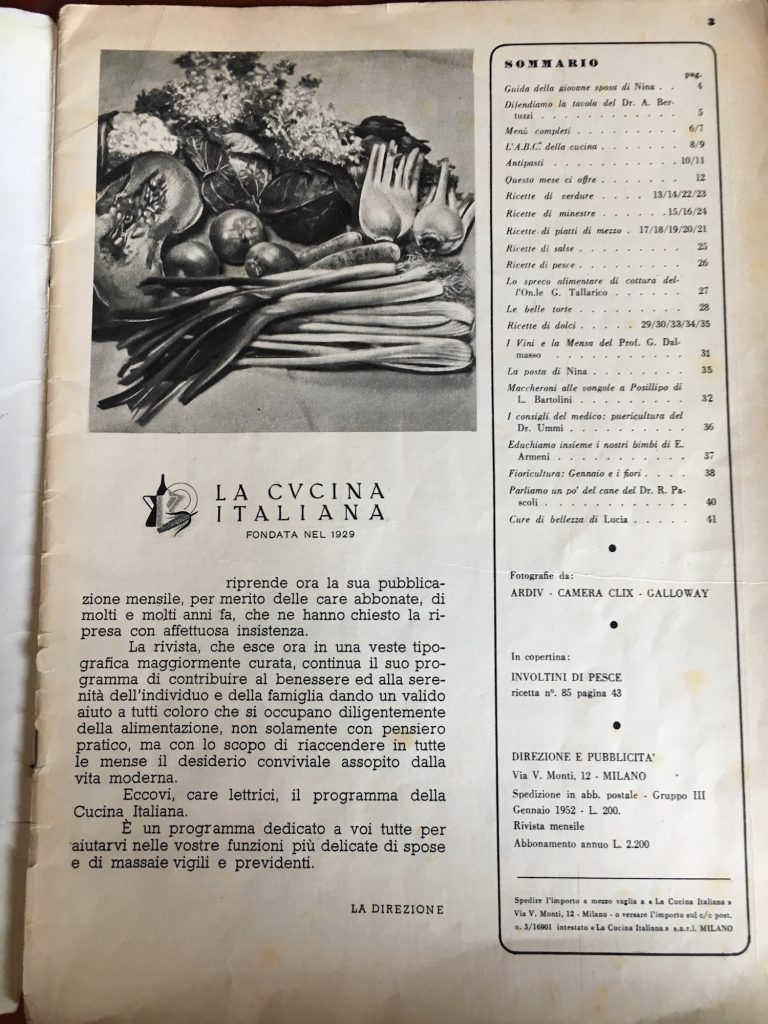 3
LA CVCINA
ITALIANA
FONDATA NEL 1929
riprende ora la sua pubblica-
zione mensile, per merito delle care abbonate, di
molti e molti anni fa, che ne hanno chiesto la ri-
presa con affettuosa insistenza.
La rivista, che esce ora in una veste tipo-
grafica maggiormente curata, continua il suo pro-
gramma di contribuire al benessere ed alla sere-
nità dell'individuo e della famiglia dando un valido
aiuto a tutti coloro che si occupano diligentemente
della alimentazione, non solamente con pensiero
pratico, ma con lo scopo di riaccendere in tutte
le mense il desiderio conviviale assopito dalla
vita moderna.
Eccovi, care lettrici, il programma della
Cucina Italiana.
È un programma dedicato a voi tutte per
aiutarvi nelle vostre funzioni più delicate di spose
e di massaie vigili e previdenti.
LA DIREZIONE
SOMMARIO
pag.
Guida della giovane sposa di Nina . . 4
Difendiamo la tavola del Dr. A. Ber-
tuzzi . . . . . . . . . . . . 5
Menù completi . . . . . . . . . 6/7
L'A.B.C. della cucina . . . . . . . 8/9
Antipasti . . . . . . . . . . . 10/11
Questo mese ci offre . . . . . . . 12
Ricette di verdure . . . . 13/14/22/23
Ricette di minestre . . . . . 15/16/24
Ricette di piatti di mezzo . 17/18/19/20/21
Ricette di salse . . . . . . . . . 25
Ricette di pesce . . . . . . . . . 26
Lo spreco alimentare di cottura del-
l'On.le G. Tallarico . . . . . . 27
Le belle torte . . . . . . . . . 28
Ricette di dolci . . . . . 29/30/33/34/35
I Vini e la Mensa del Prof. G. Dal-
masso . . . . . . . . . . . . 31
La posta di Nina . . . . . . . . 35
Maccheroni alle vongole a Posillipo di
L. Bartolini . . . . . . . . . 32
I consigli del medico: puericultura del
Dr. Ummi . . . . . . . . . . 36
Educhiamo insieme i nostri bimbi di E.
Armeni . . . . . . . . . . . 37
Fioricultura: Gennaio e i fiori . . . . 38
Parliamo un po' del cane del Dr. R. Pa-
scoli . . . . . . . . . . . . 40
Cure di bellezza di Lucia . . . . . 41
Fotografie da:
ARDIV - CAMERA CLIX - GALLOWAY
In copertina:
INVOLTINI DI PESCE
ricetta n°. 85 pagina 43
DIREZIONE E PUBBLICITA'
Via V. Monti, 12 - MILANO
Spedizione in abb. postale - Gruppo III
Gennaio 1952 - L. 200.
Rivista mensile
Abbonamento annuo L. 2.200
Spedire l'importo a mezzo vaglia a « La Cucina Italiana »
Via V. Monti, 12 - Milano - o versare l'importo sul c/c post.
n. 3/16901 intestato « La Cucina Italiana » s.a.r.l. MILANO